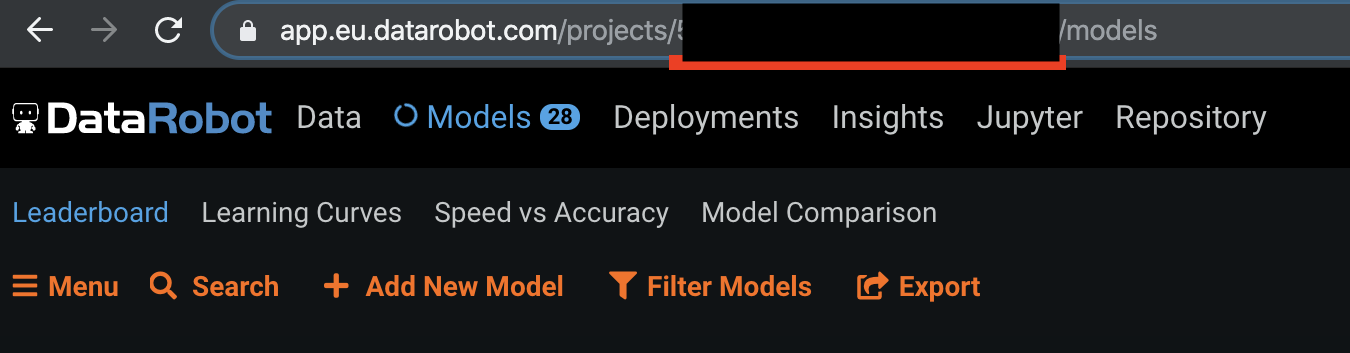 app.eu.datarobot.com/projects/5 /models
DataRobot Data Models 28 Deployments Insights Jupyter Repository
Leaderboard Learning Curves Speed vs Accuracy Model Comparison
Menu Search Add New Model Filter Models Export